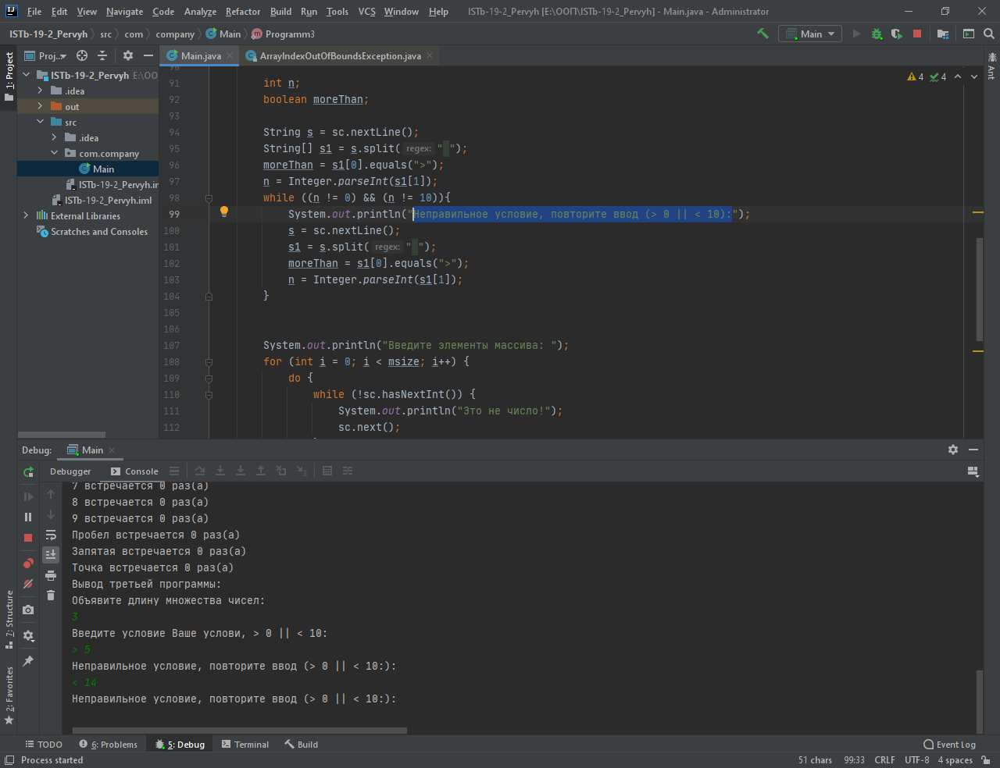 File Edit View Navigate Code Analyze Refactor Build Run Tools VCS Window Help ISTb-19-2_Pervyh [E:\ООП\ISTb-19-2_Pervyh] - Main.java - Administrator
ISTb-19-2_Pervyh src com company Main Programm3 Main
1: Project
Proj... Main.java ArrayIndexOutOfBoundsException.java
Ant
ISTb-19-2_Pervyh E:\ОО
.idea
out
src
.idea
com.company
Main
ISTb-19-2_Pervyh.in
ISTb-19-2_Pervyh.iml
External Libraries
Scratches and Consoles
4 4
90
91 int n;
92 boolean moreThan;
93
94 String s = sc.nextLine();
95 String[] s1 = s.split( regex: " ");
96 moreThan = s1[0].equals(">");
97 n = Integer.parseInt(s1[1]);
98 while ((n != 0) && (n != 10)){
99 System.out.println("Неправильное условие, повторите ввод (> 0 || < 10):");
100 s = sc.nextLine();
101 s1 = s.split( regex: " ");
102 moreThan = s1[0].equals(">");
103 n = Integer.parseInt(s1[1]);
104 }
105
106
107 System.out.println("Введите элементы массива: ");
108 for (int i = 0; i < msize; i++) {
109 do {
110 while (!sc.hasNextInt()) {
111 System.out.println("Это не число!");
112 sc.next();
Debug: Main
Debugger Console
7 встречается 0 раз(а)
8 встречается 0 раз(а)
9 встречается 0 раз(а)
Пробел встречается 0 раз(а)
Запятая встречается 0 раз(а)
Точка встречается 0 раз(а)
Вывод третьей программы:
Объявите длину множества чисел:
3
Введите условие Ваше услови, > 0 || < 10:
> 5
Неправильное условие, повторите ввод (> 0 || < 10:):
< 14
Неправильное условие, повторите ввод (> 0 || < 10:):
7: Structure
2: Favorites
TODO 6: Problems 5: Debug Terminal Build Event Log
Process started 51 chars 99:33 CRLF UTF-8 4 spaces